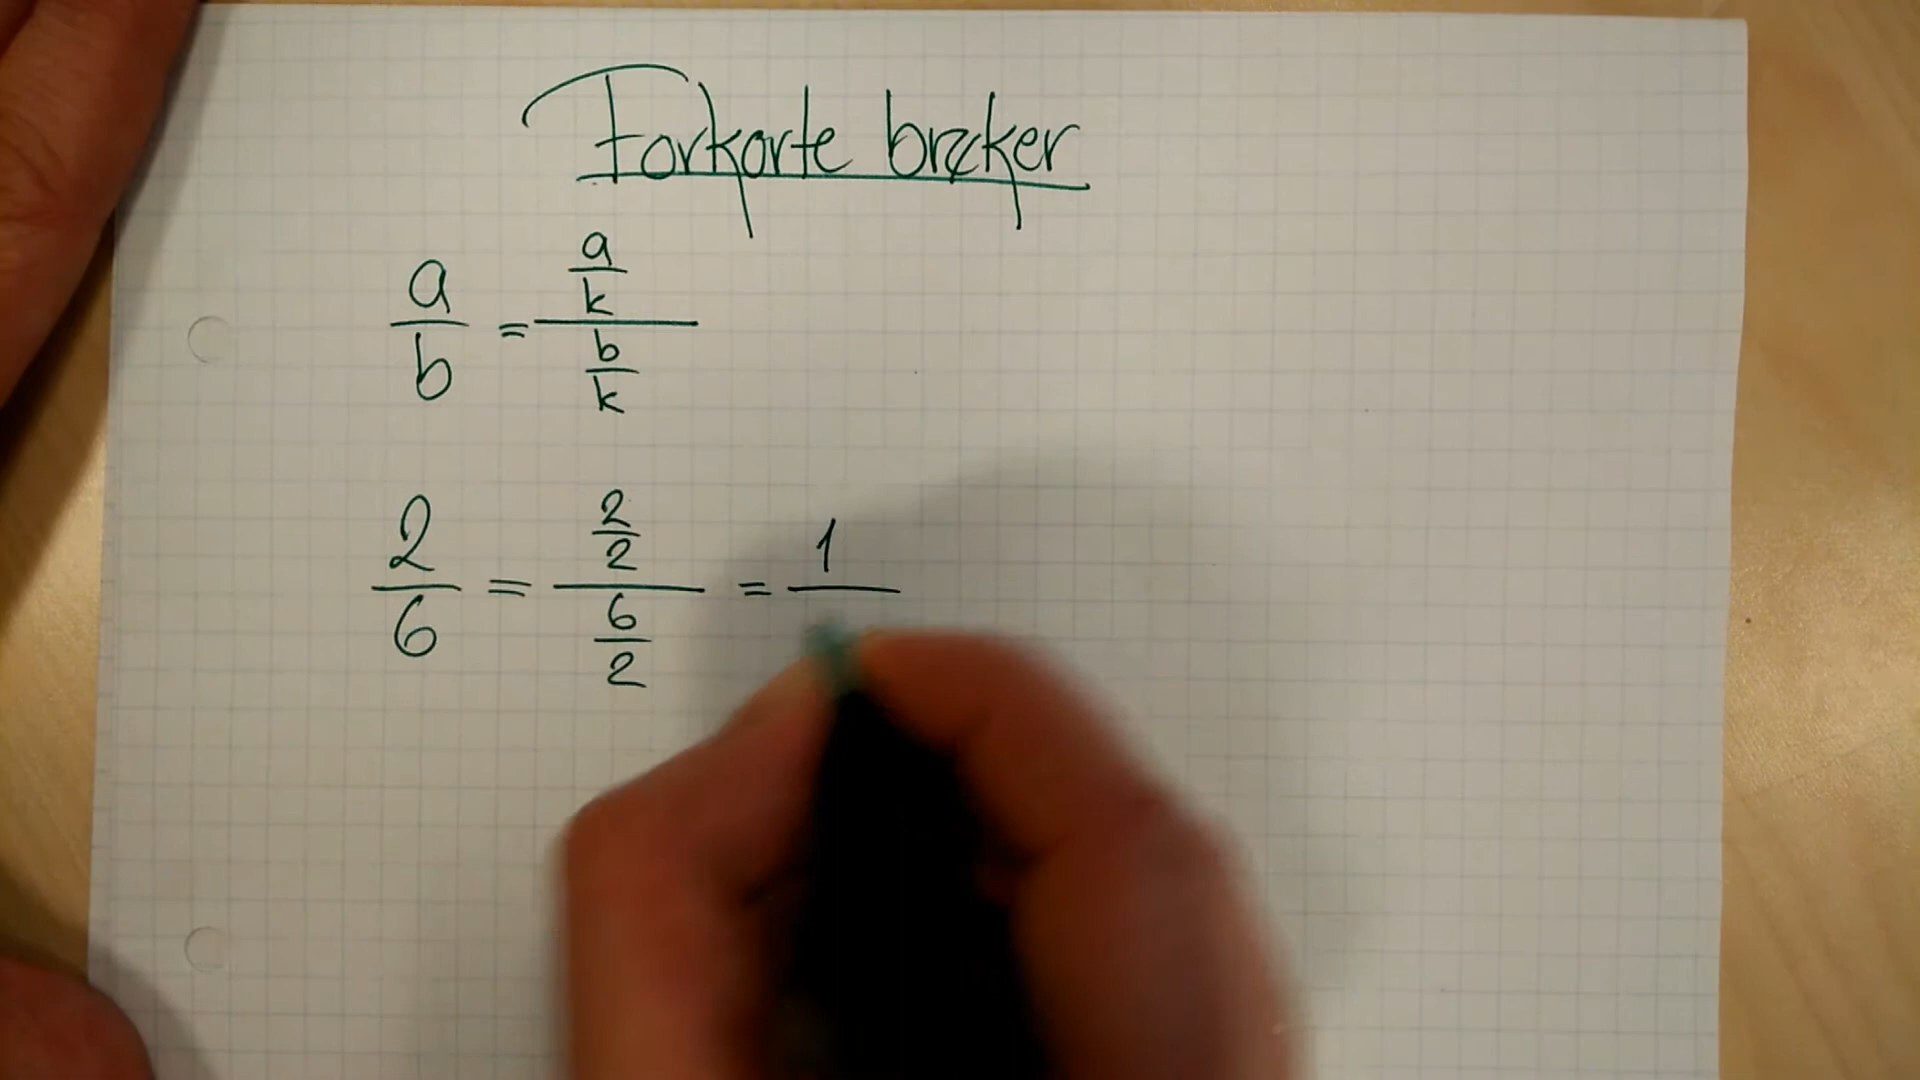 Forkorte brøker
a/b = (a/k)/(b/k)
2/6 = (2/2)/(6/2) = 1/